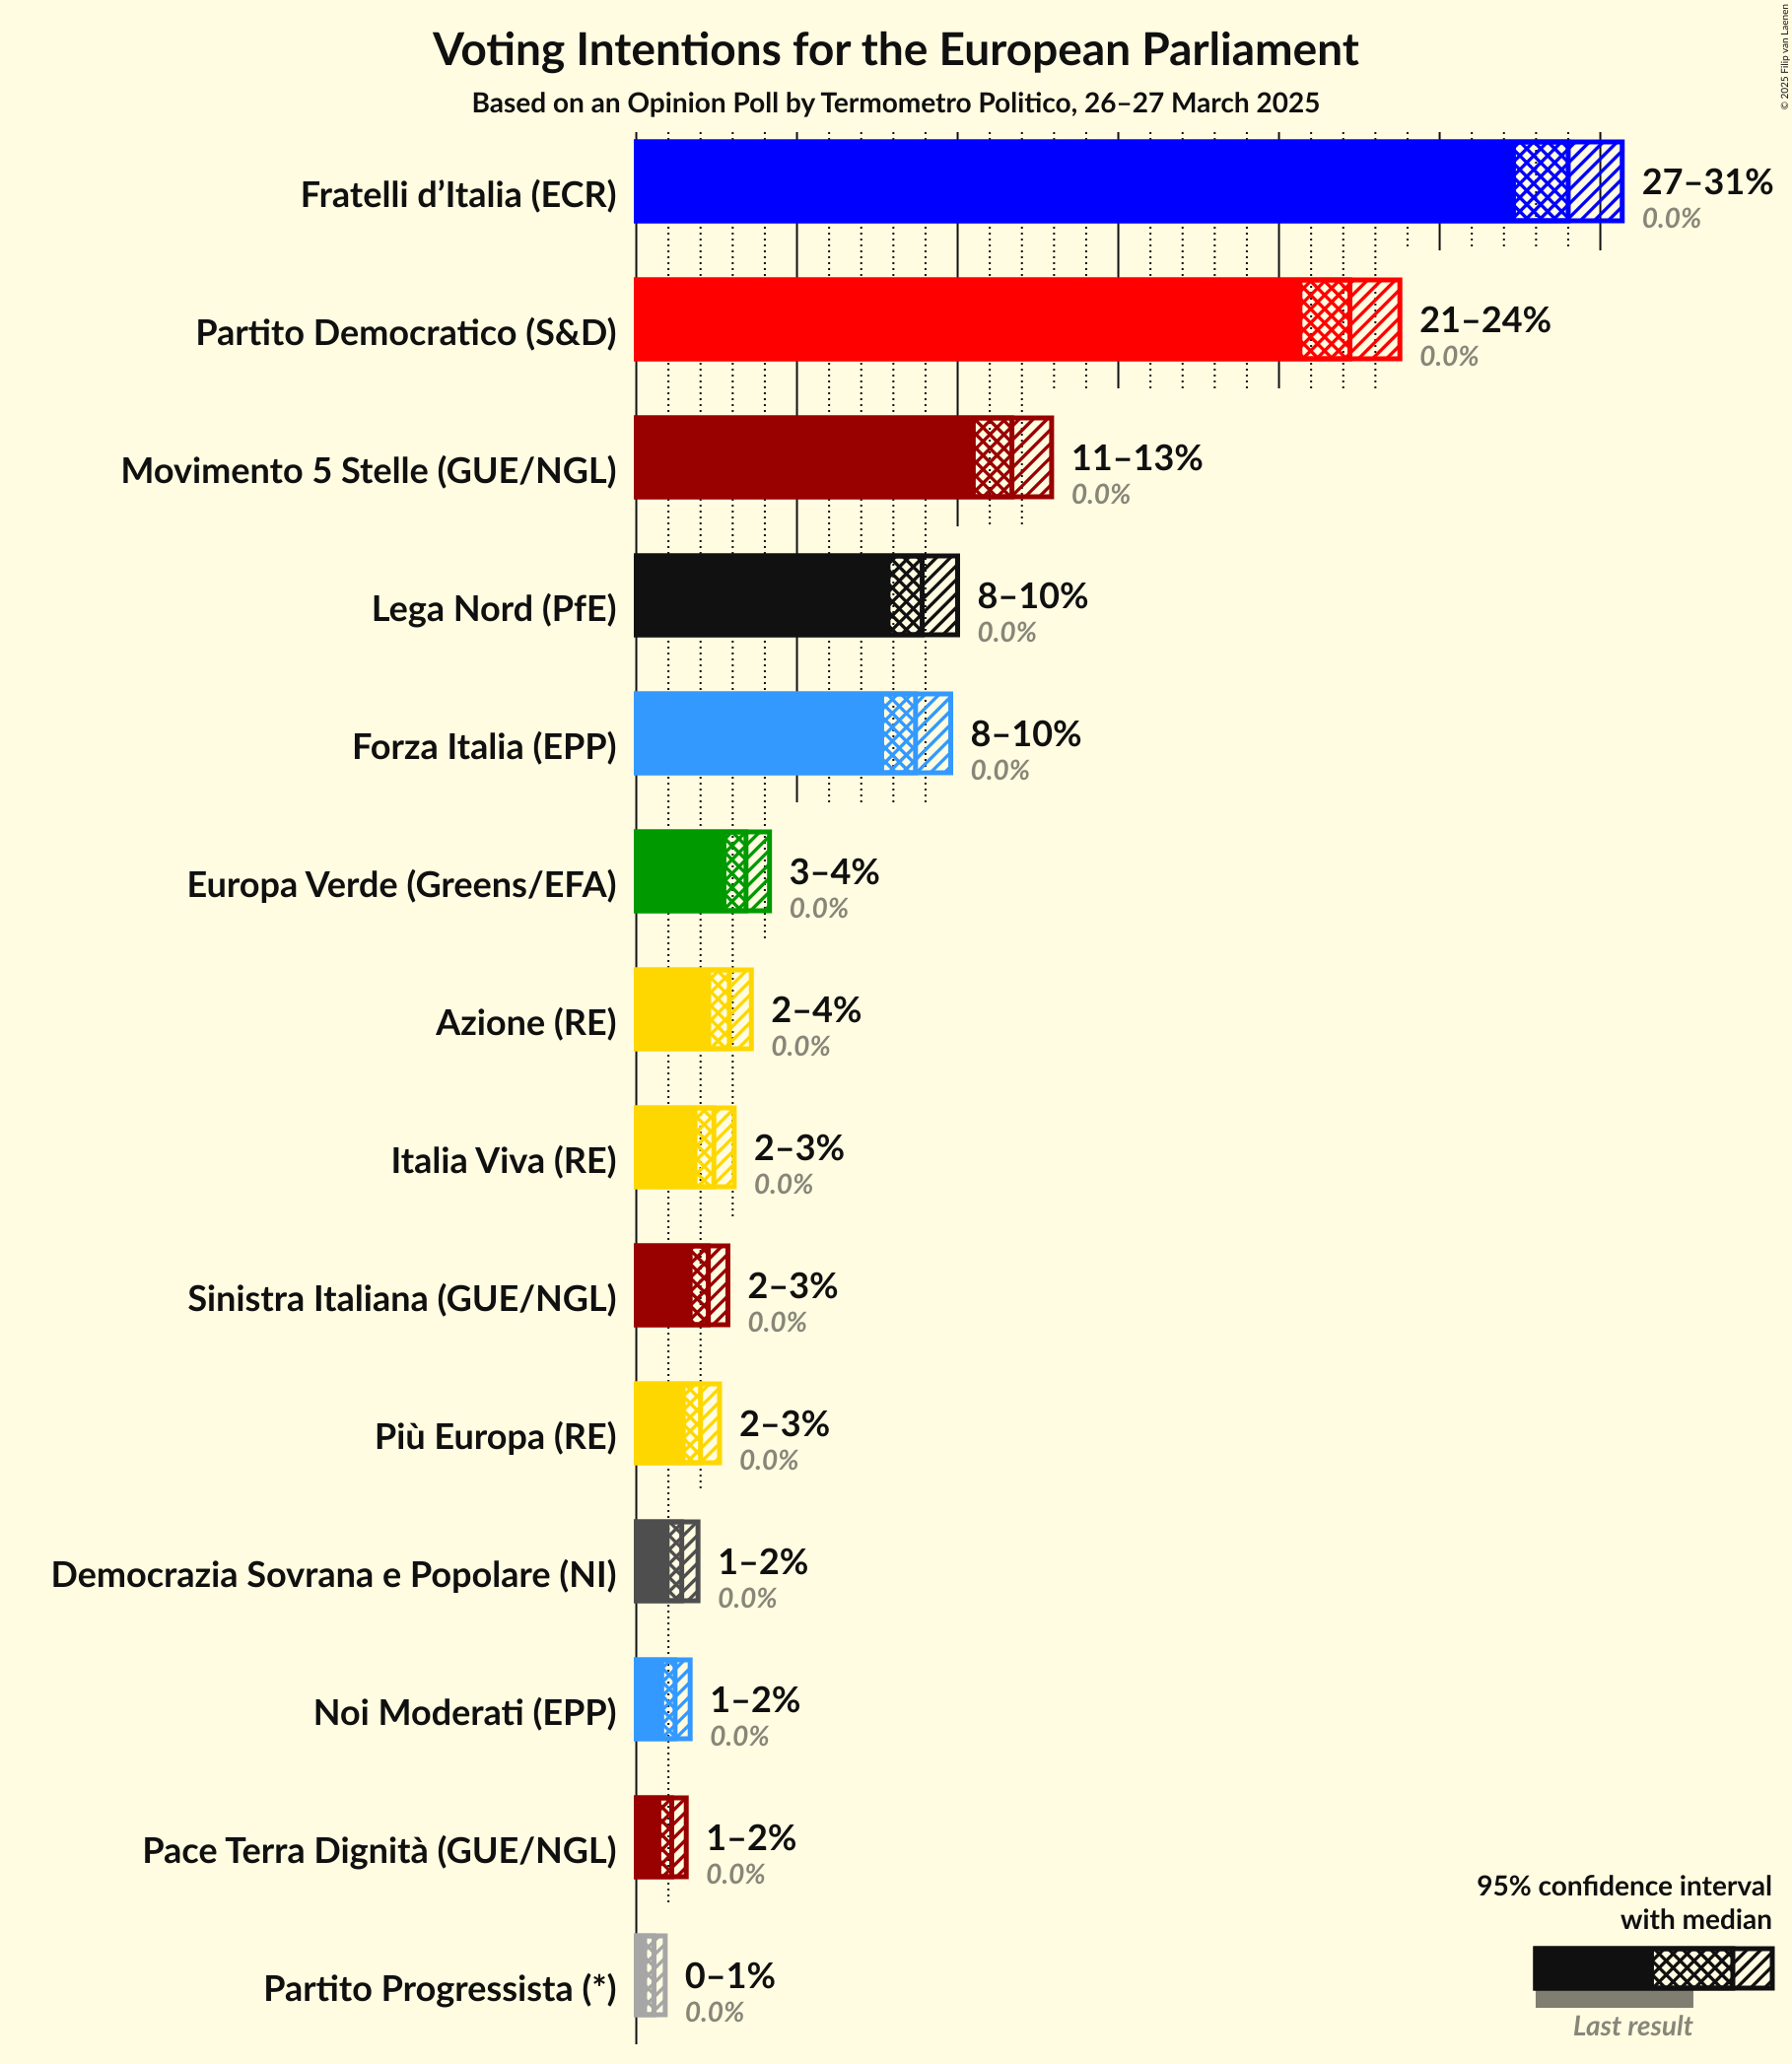 Voting Intentions for the European Parliament
Based on an Opinion Poll by Termometro Politico, 26–27 March 2025
© 2025 Filip van Laenen
Fratelli d’Italia (ECR)
27–31%
0.0%
Partito Democratico (S&D)
21–24%
0.0%
Movimento 5 Stelle (GUE/NGL)
11–13%
0.0%
Lega Nord (PfE)
8–10%
0.0%
Forza Italia (EPP)
8–10%
0.0%
Europa Verde (Greens/EFA)
3–4%
0.0%
Azione (RE)
2–4%
0.0%
Italia Viva (RE)
2–3%
0.0%
Sinistra Italiana (GUE/NGL)
2–3%
0.0%
Più Europa (RE)
2–3%
0.0%
Democrazia Sovrana e Popolare (NI)
1–2%
0.0%
Noi Moderati (EPP)
1–2%
0.0%
Pace Terra Dignità (GUE/NGL)
1–2%
0.0%
Partito Progressista (*)
0–1%
0.0%
95% confidence interval
with median
Last result